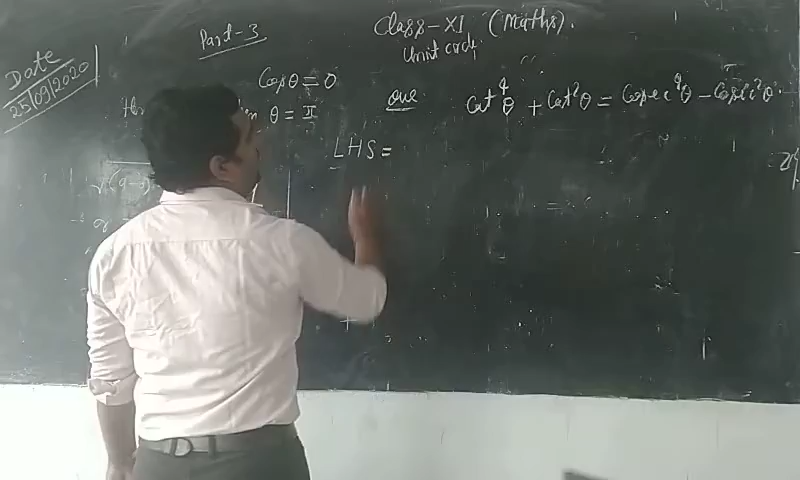 Date
25/09/2020
Part-3
Class-XI (Maths).
Unit circle
Cosθ = 0
θ = π
que Cot⁴θ + Cot²θ = Cosec⁴θ - Cosec²θ.
LHS =